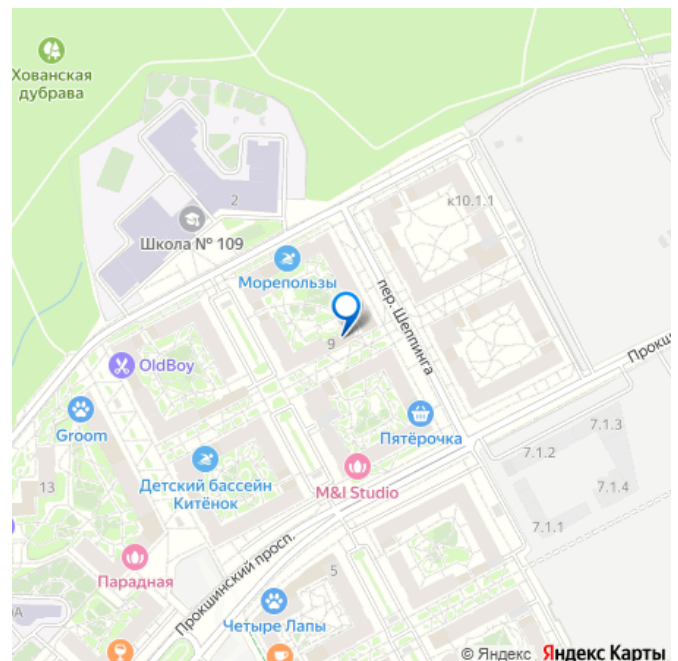 Хованская
дубрава
2
к10.1.1
Школа № 109
Морепользы
пер. Шеппинга
9
OldBoy
Прокш
Groom
Пятёрочка
7.1.3
7.1.2
Детский бассейн
Китёнок
M&I Studio
7.1.4
13
7.1.1
Прокшинский просп.
Парадная
5
Четыре Лапы
© Яндекс Яндекс Карты